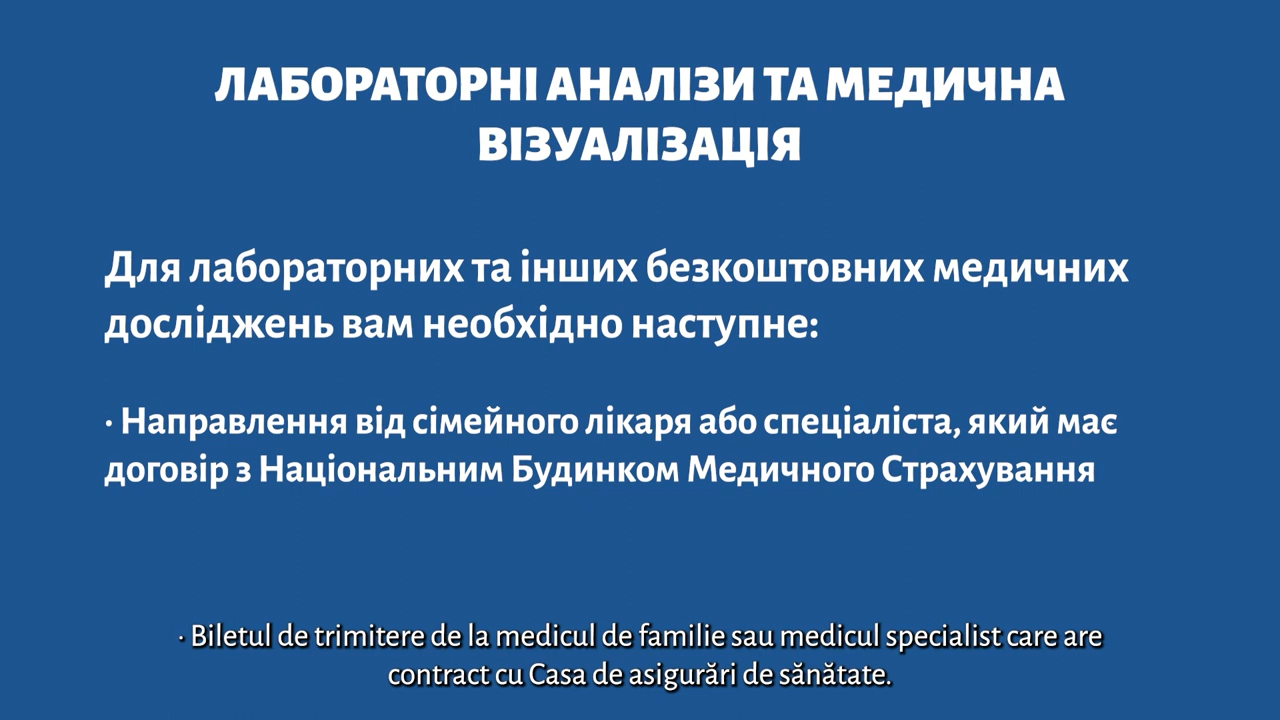 ЛАБОРАТОРНІ АНАЛІЗИ ТА МЕДИЧНА
ВІЗУАЛІЗАЦІЯ
Для лабораторних та інших безкоштовних медичних
досліджень вам необхідно наступне:
· Направлення від сімейного лікаря або спеціаліста, який має
договір з Національним Будинком Медичного Страхування
· Biletul de trimitere de la medicul de familie sau medicul specialist care are
contract cu Casa de asigurări de sănătate.